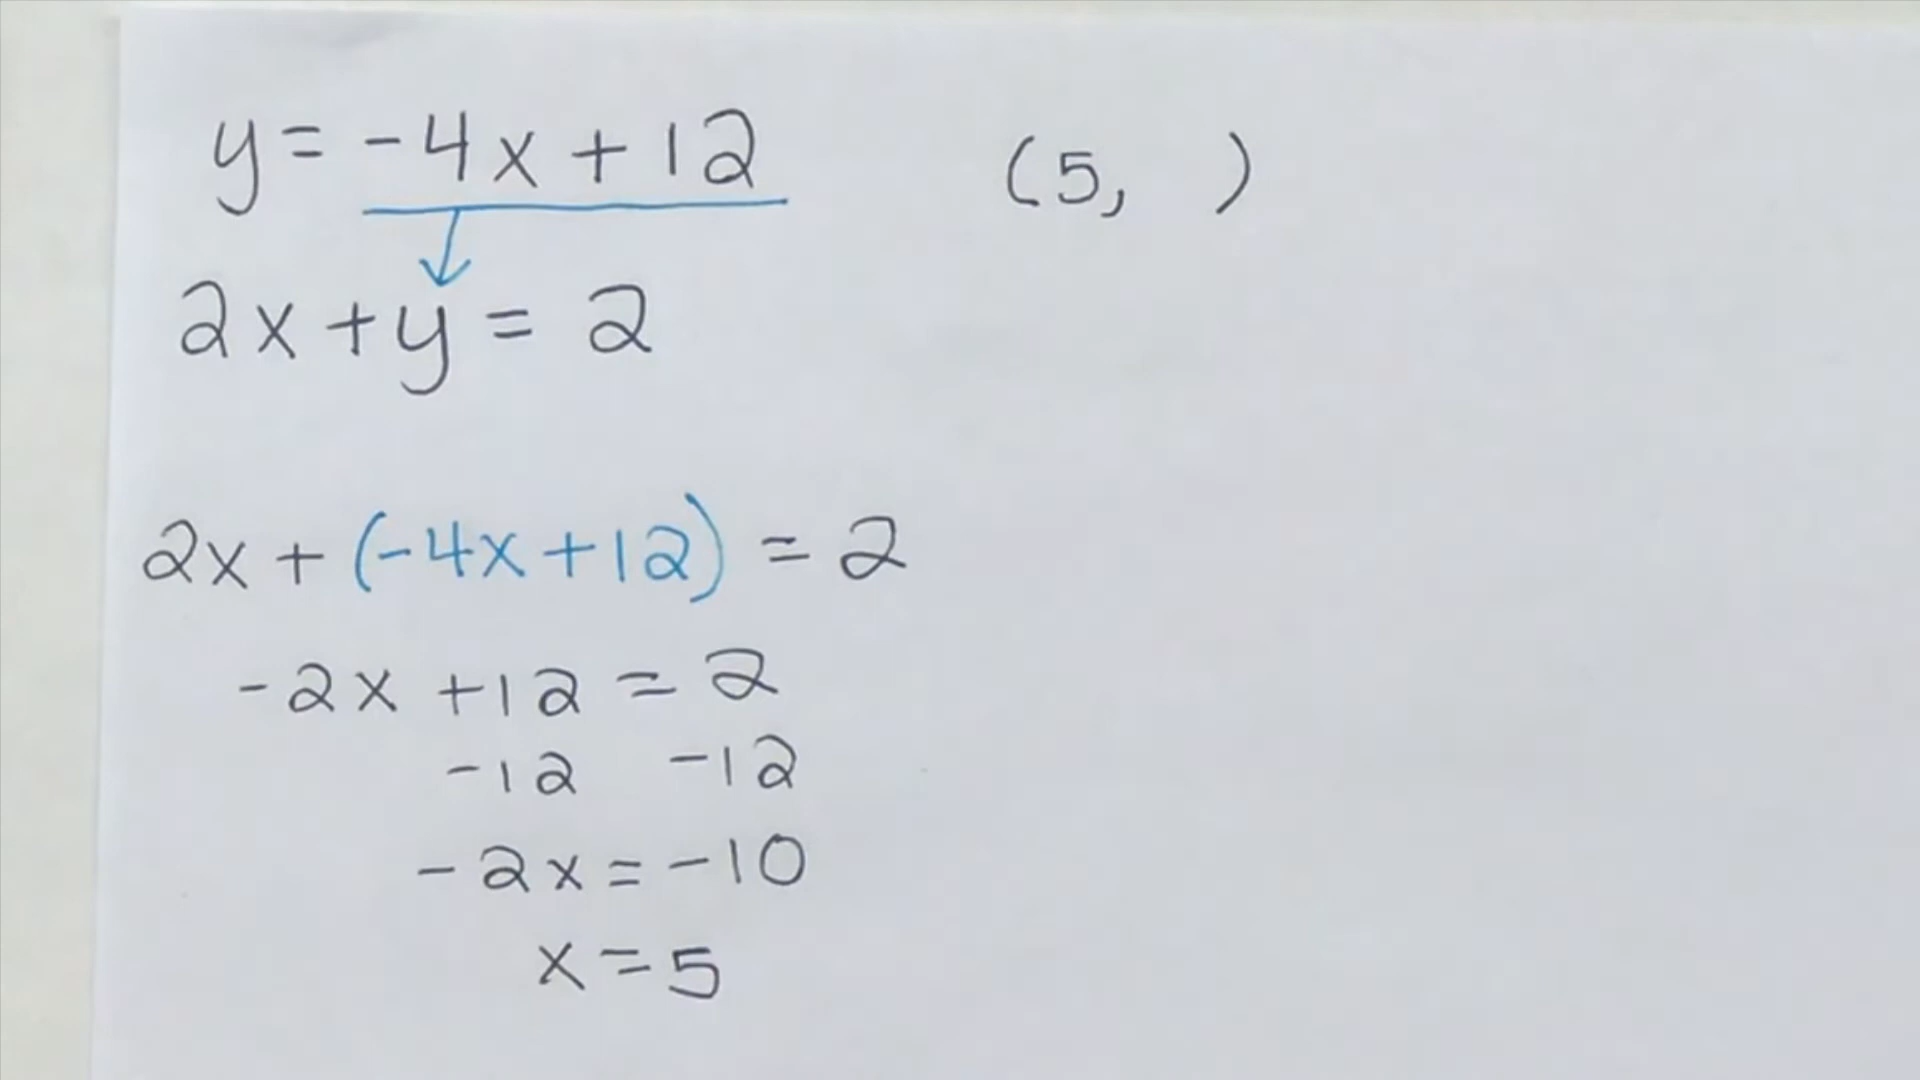 y = -4x + 12
(5,  )
2x + y = 2
2x + (-4x + 12) = 2
-2x +12 = 2
-12 -12
-2x = -10
x = 5